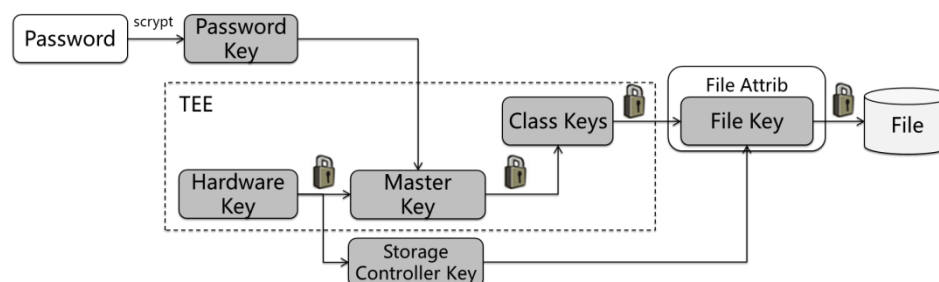 scrypt
Password
Password
Key
TEE
File Attrib
Class Keys
File Key
File
Hardware
Key
Master
Key
Storage
Controller Key